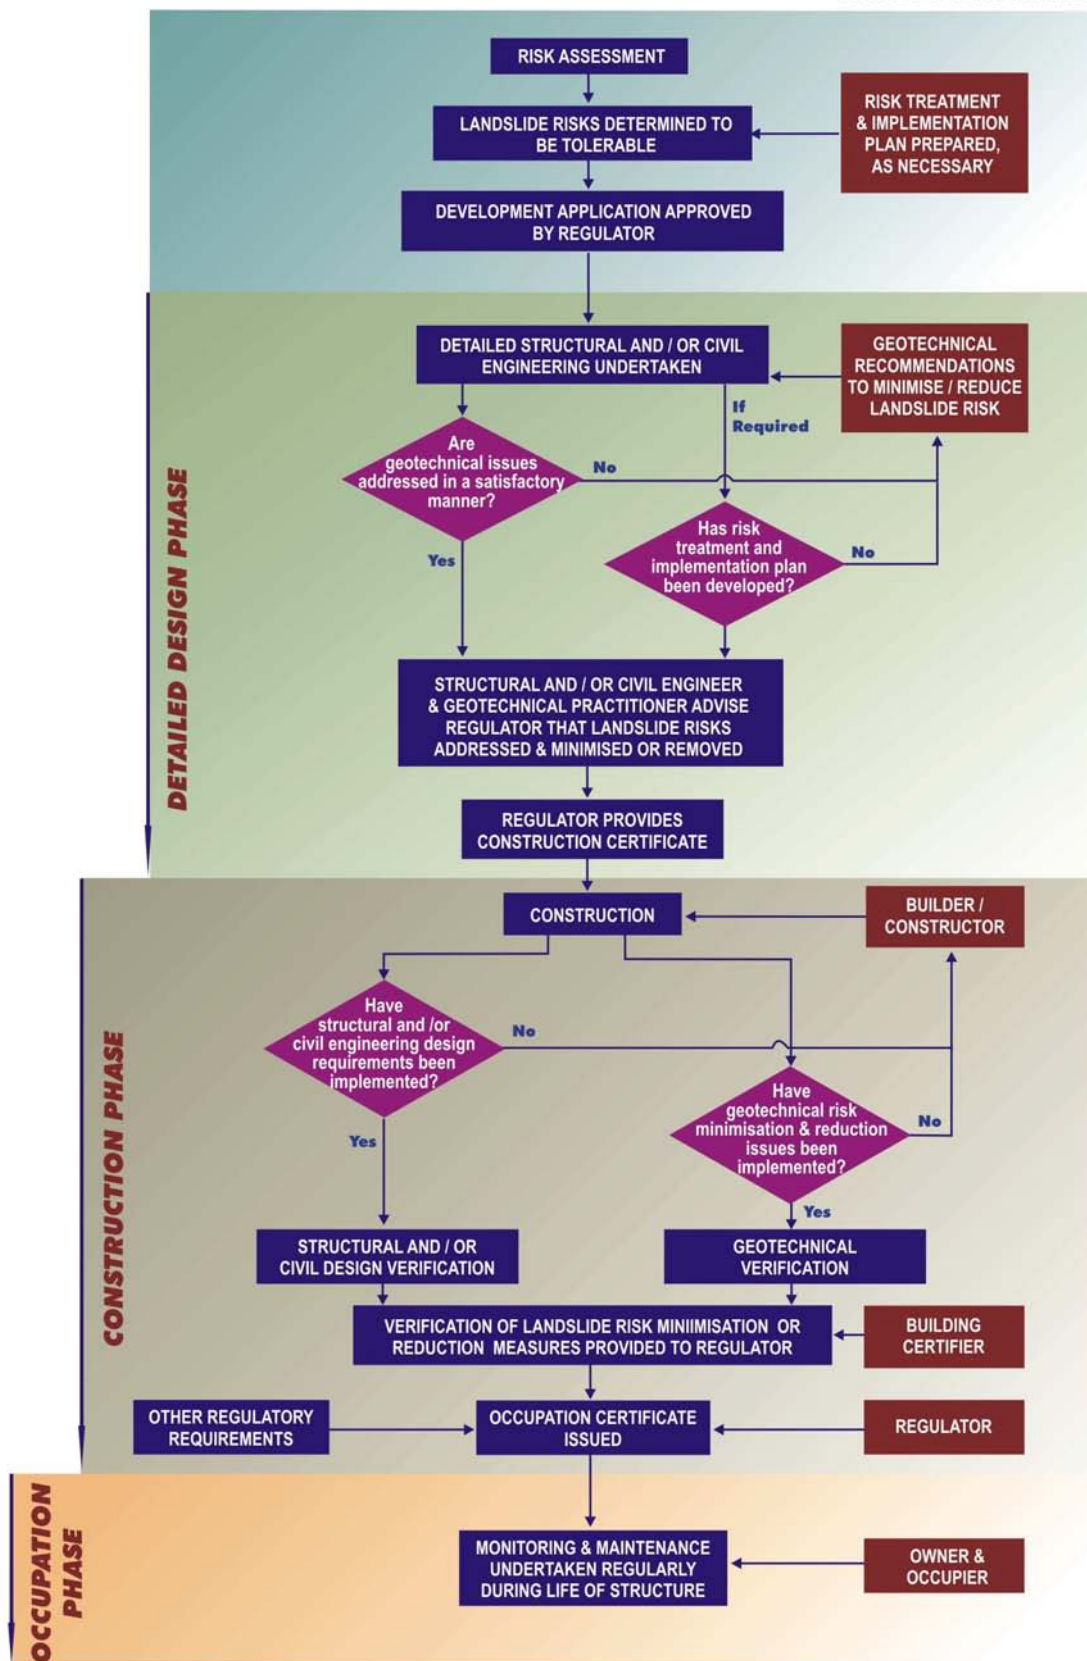 RISK ASSESSMENT
LANDSLIDE RISKS DETERMINED TO
BE TOLERABLE
RISK TREATMENT
& IMPLEMENTATION
PLAN PREPARED,
AS NECESSARY
DEVELOPMENT APPLICATION APPROVED
BY REGULATOR
DETAILED DESIGN PHASE
DETAILED STRUCTURAL AND / OR CIVIL
ENGINEERING UNDERTAKEN
GEOTECHNICAL
RECOMMENDATIONS
TO MINIMISE / REDUCE
LANDSLIDE RISK
If
Required
Are
geotechnical issues
addressed in a satisfactory
manner?
No
Yes
Has risk
treatment and
implementation plan
been developed?
No
STRUCTURAL AND / OR CIVIL ENGINEER
& GEOTECHNICAL PRACTITIONER ADVISE
REGULATOR THAT LANDSLIDE RISKS
ADDRESSED & MINIMISED OR REMOVED
REGULATOR PROVIDES
CONSTRUCTION CERTIFICATE
CONSTRUCTION PHASE
CONSTRUCTION
BUILDER /
CONSTRUCTOR
Have
structural and /or
civil engineering design
requirements been
implemented?
No
Yes
Have
geotechnical risk
minimisation & reduction
issues been
implemented?
No
Yes
STRUCTURAL AND / OR
CIVIL DESIGN VERIFICATION
GEOTECHNICAL
VERIFICATION
VERIFICATION OF LANDSLIDE RISK MINIIMISATION OR
REDUCTION MEASURES PROVIDED TO REGULATOR
BUILDING
CERTIFIER
OTHER REGULATORY
REQUIREMENTS
OCCUPATION CERTIFICATE
ISSUED
REGULATOR
OCCUPATION
PHASE
MONITORING & MAINTENANCE
UNDERTAKEN REGULARLY
DURING LIFE OF STRUCTURE
OWNER &
OCCUPIER